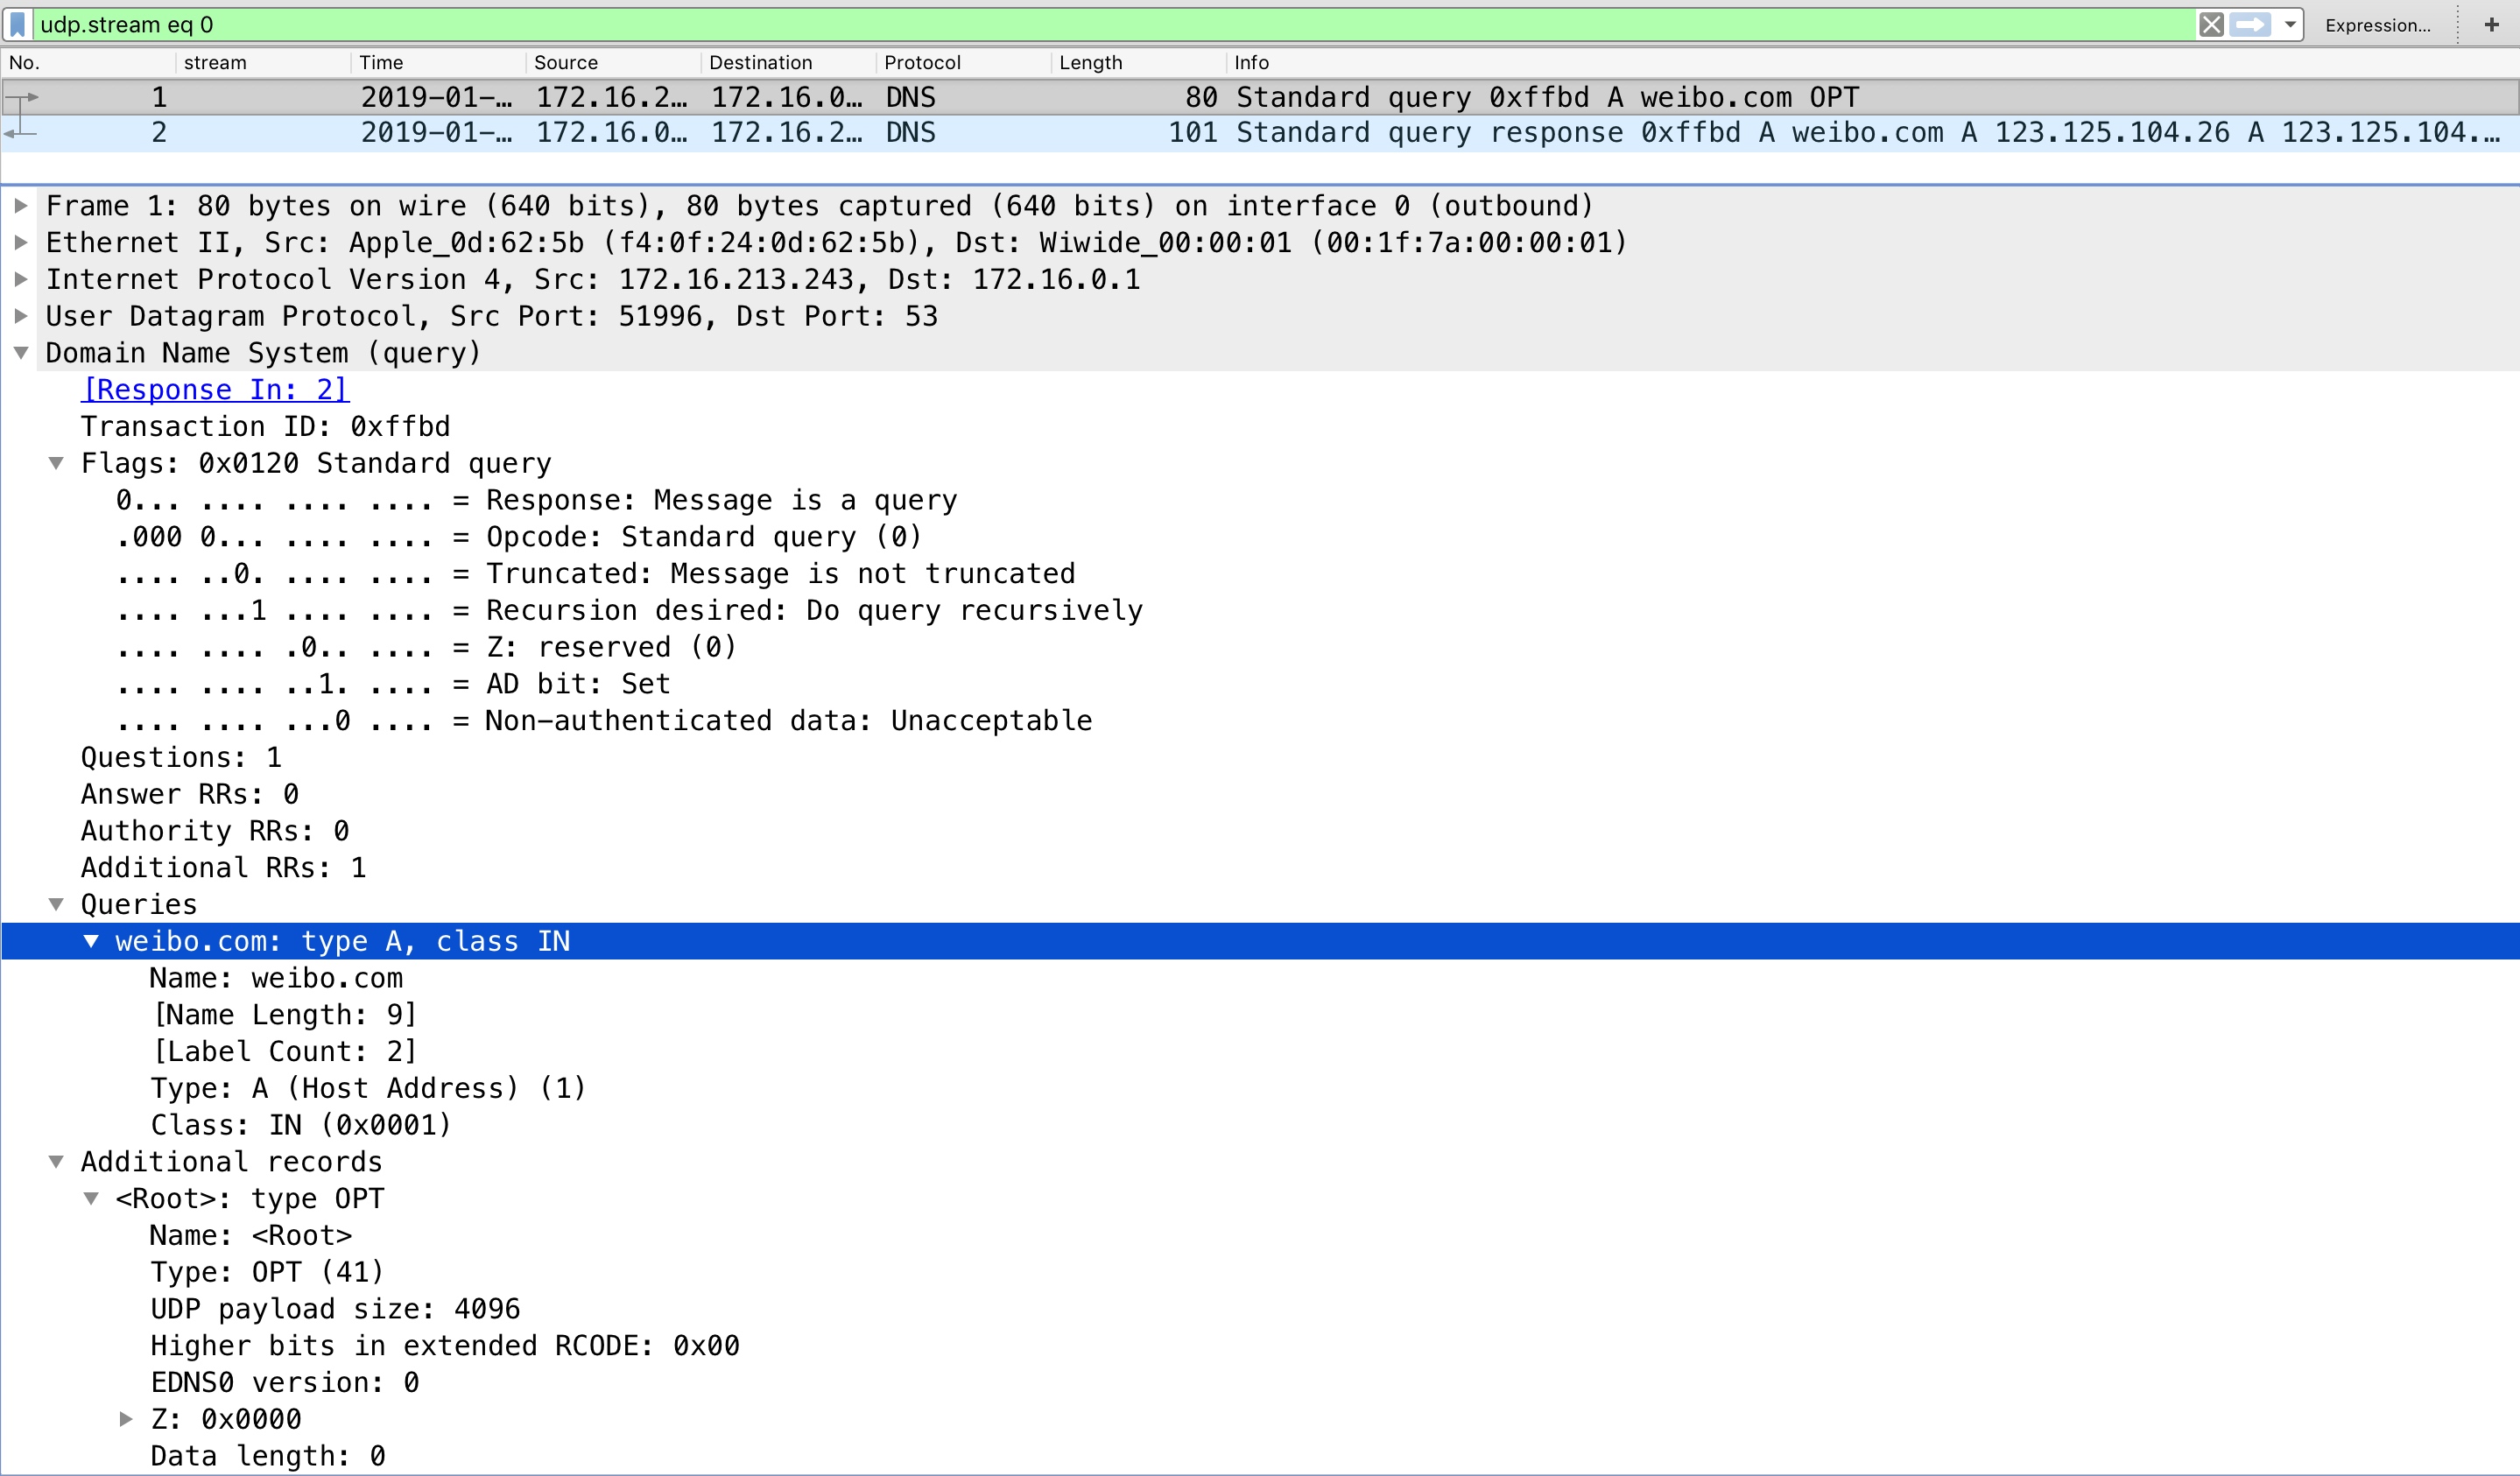 udp.stream eq 0 Expression... +
No. stream Time Source Destination Protocol Length Info
1 2019-01-… 172.16.2… 172.16.0… DNS 80 Standard query 0xffbd A weibo.com OPT
2 2019-01-… 172.16.0… 172.16.2… DNS 101 Standard query response 0xffbd A weibo.com A 123.125.104.26 A 123.125.104.…
Frame 1: 80 bytes on wire (640 bits), 80 bytes captured (640 bits) on interface 0 (outbound)
Ethernet II, Src: Apple_0d:62:5b (f4:0f:24:0d:62:5b), Dst: Wiwide_00:00:01 (00:1f:7a:00:00:01)
Internet Protocol Version 4, Src: 172.16.213.243, Dst: 172.16.0.1
User Datagram Protocol, Src Port: 51996, Dst Port: 53
Domain Name System (query)
[Response In: 2]
Transaction ID: 0xffbd
Flags: 0x0120 Standard query
0... .... .... .... = Response: Message is a query
.000 0... .... .... = Opcode: Standard query (0)
.... ..0. .... .... = Truncated: Message is not truncated
.... ...1 .... .... = Recursion desired: Do query recursively
.... .... .0.. .... = Z: reserved (0)
.... .... ..1. .... = AD bit: Set
.... .... ...0 .... = Non-authenticated data: Unacceptable
Questions: 1
Answer RRs: 0
Authority RRs: 0
Additional RRs: 1
Queries
weibo.com: type A, class IN
Name: weibo.com
[Name Length: 9]
[Label Count: 2]
Type: A (Host Address) (1)
Class: IN (0x0001)
Additional records
<Root>: type OPT
Name: <Root>
Type: OPT (41)
UDP payload size: 4096
Higher bits in extended RCODE: 0x00
EDNS0 version: 0
Z: 0x0000
Data length: 0